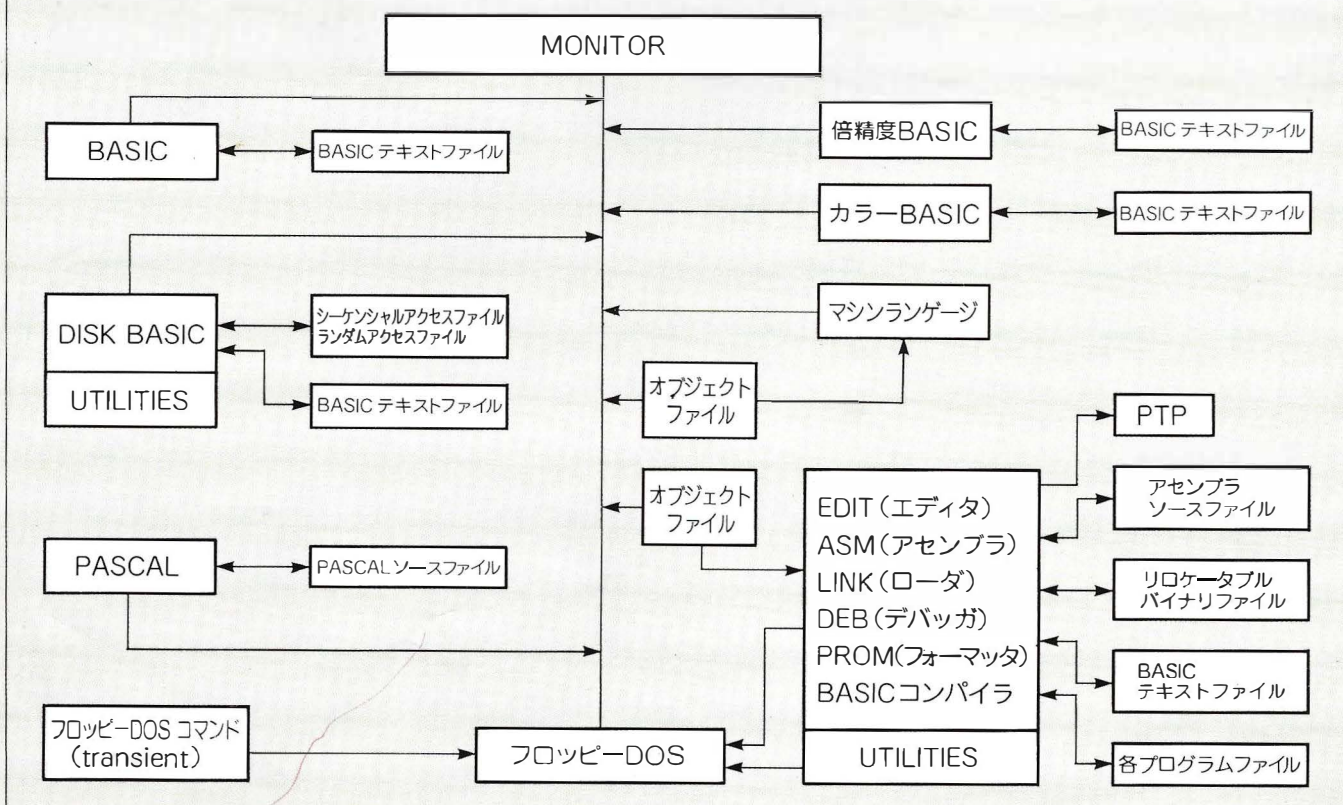 MONITOR
BASIC
BASIC テキストファイル
倍精度BASIC
BASIC テキストファイル
カラーBASIC
BASIC テキストファイル
DISK BASIC
UTILITIES
シーケンシャルアクセスファイル
ランダムアクセスファイル
BASIC テキストファイル
マシンランゲージ
オブジェクト
ファイル
PTP
オブジェクト
ファイル
EDIT(エディタ)
ASM(アセンブラ)
LINK(ローダ)
DEB(デバッガ)
PROM(フォーマッタ)
BASICコンパイラ
UTILITIES
アセンブラ
ソースファイル
リロケータブル
バイナリファイル
BASIC
テキストファイル
各プログラムファイル
PASCAL
PASCALソースファイル
フロッピーDOS コマンド
(transient)
フロッピーDOS